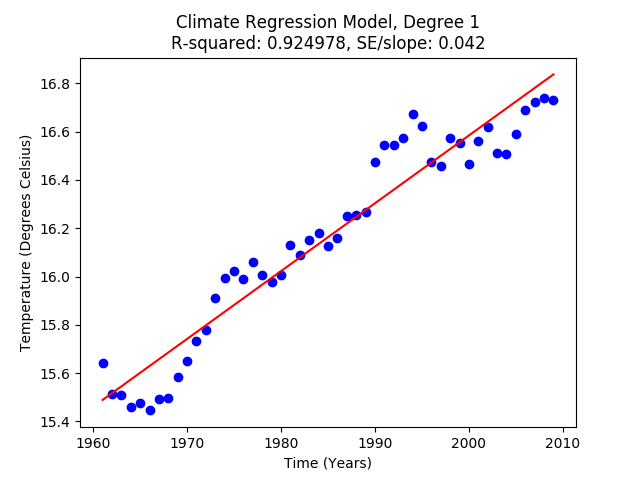 Climate Regression Model, Degree 1
R-squared: 0.924978, SE/slope: 0.042
Temperature (Degrees Celsius)
16.8
16.6
16.4
16.2
16.0
15.8
15.6
15.4
1960 1970 1980 1990 2000 2010
Time (Years)